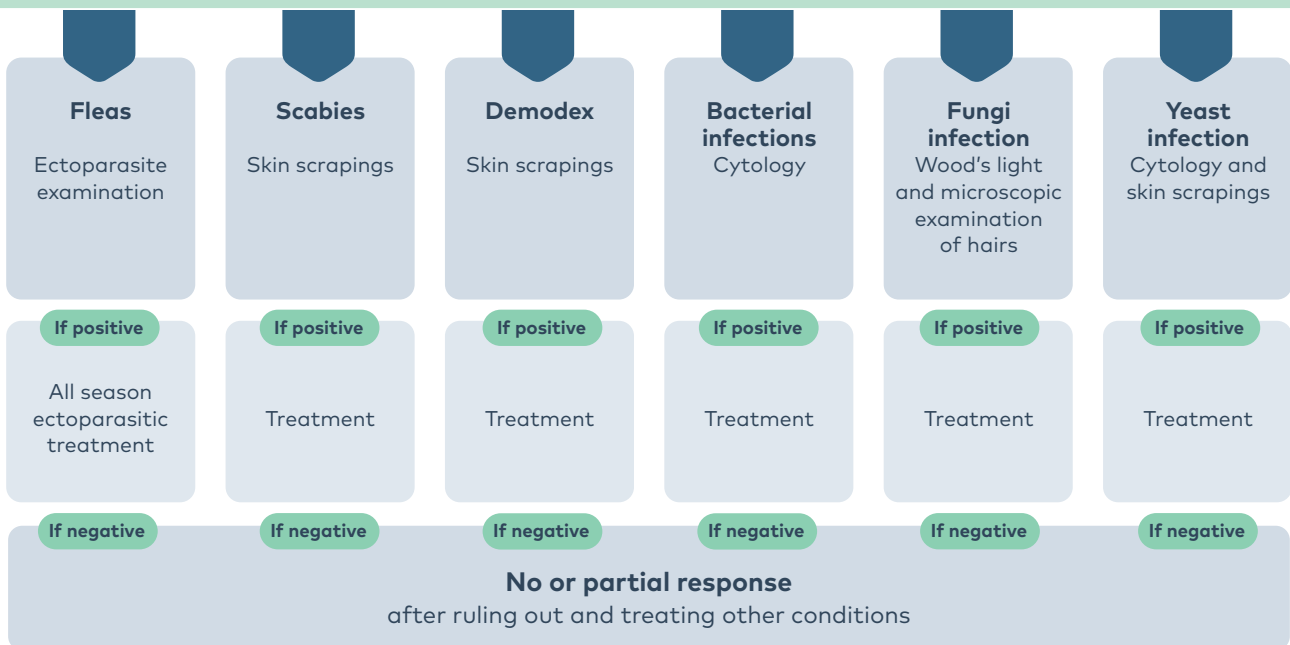 Fleas
Ectoparasite
examination
Scabies
Skin scrapings
Demodex
Skin scrapings
Bacterial
infections
Cytology
Fungi
infection
Wood's light
and microscopic
examination
of hairs
Yeast
infection
Cytology and
skin scrapings
If positive
All season
ectoparasitic
treatment
If positive
Treatment
If positive
Treatment
If positive
Treatment
If positive
Treatment
If positive
Treatment
If negative
If negative
If negative
If negative
If negative
If negative
No or partial response
after ruling out and treating other conditions